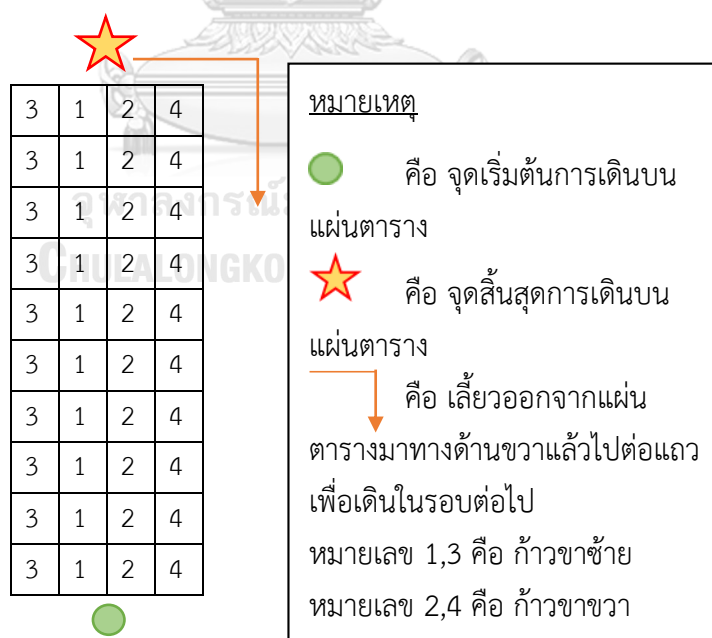 3 1 2 4
3 1 2 4
3 1 2 4
3 1 2 4
3 1 2 4
3 1 2 4
3 1 2 4
3 1 2 4
3 1 2 4
3 1 2 4
จุฬาลงกรณ์
CHULALONGKO
หมายเหตุ
คือ จุดเริ่มต้นการเดินบน
แผ่นตาราง
คือ จุดสิ้นสุดการเดินบน
แผ่นตาราง
คือ เลี้ยวออกจากแผ่น
ตารางมาทางด้านขวาแล้วไปต่อแถว
เพื่อเดินในรอบต่อไป
หมายเลข 1,3 คือ ก้าวขาซ้าย
หมายเลข 2,4 คือ ก้าวขาขวา